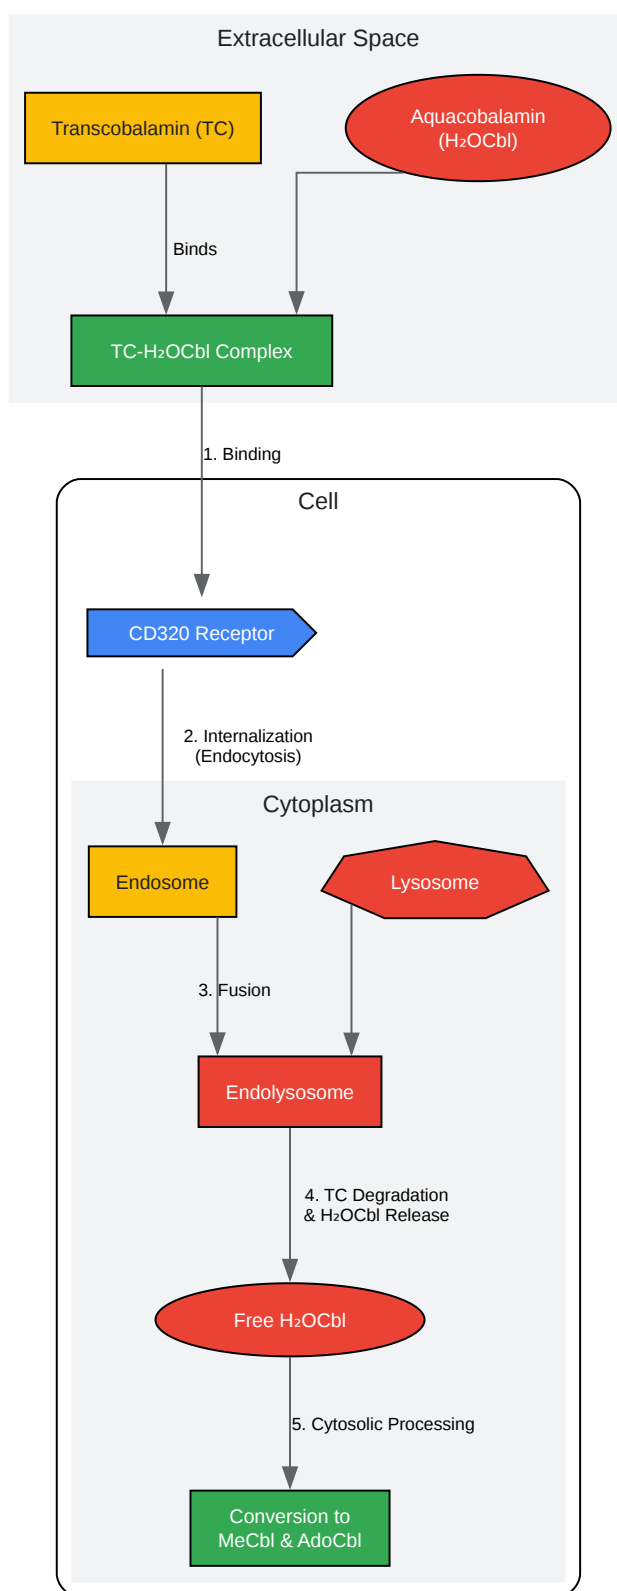 Extracellular Space
Transcobalamin (TC)
Aquacobalamin
(H₂OCbl)
Binds
TC-H₂OCbl Complex
1. Binding
Cell
CD320 Receptor
2. Internalization
(Endocytosis)
Cytoplasm
Endosome
Lysosome
3. Fusion
Endolysosome
4. TC Degradation
& H₂OCbl Release
Free H₂OCbl
5. Cytosolic Processing
Conversion to
MeCbl & AdoCbl